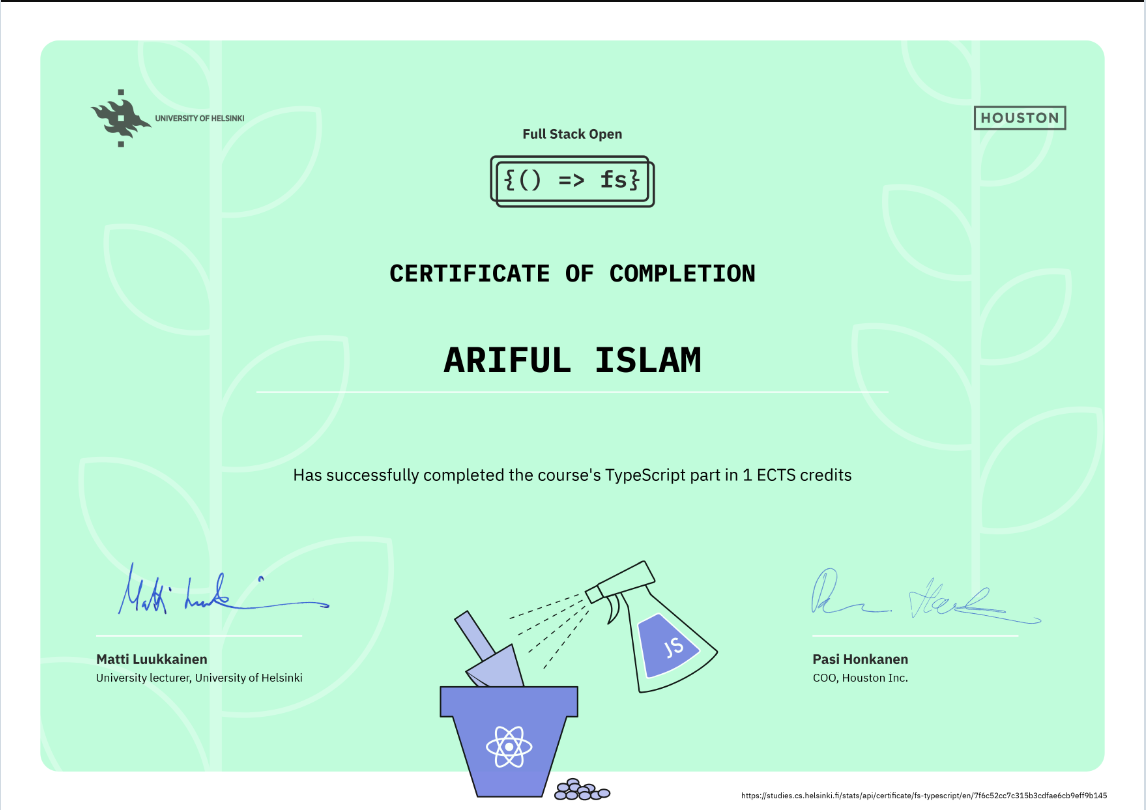 UNIVERSITY OF HELSINKI
HOUSTON
Full Stack Open
{() => fs}
CERTIFICATE OF COMPLETION
ARIFUL ISLAM
Has successfully completed the course's TypeScript part in 1 ECTS credits
Matti Luukkainen
University lecturer, University of Helsinki
JS
Pasi Honkanen
COO, Houston Inc.
https://studies.cs.helsinki.fi/stats/api/certificate/fs-typescript/en/7f6c52cc7c315b3cdfae6cb9eff9b145